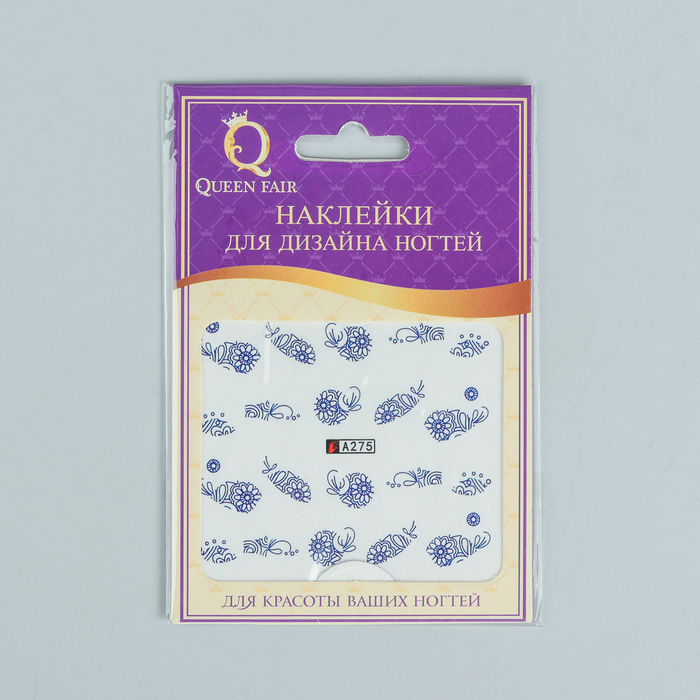 QUEEN FAIR
НАКЛЕЙКИ
ДЛЯ ДИЗАЙНА НОГТЕЙ
A275
ДЛЯ КРАСОТЫ ВАШИХ НОГТЕЙ